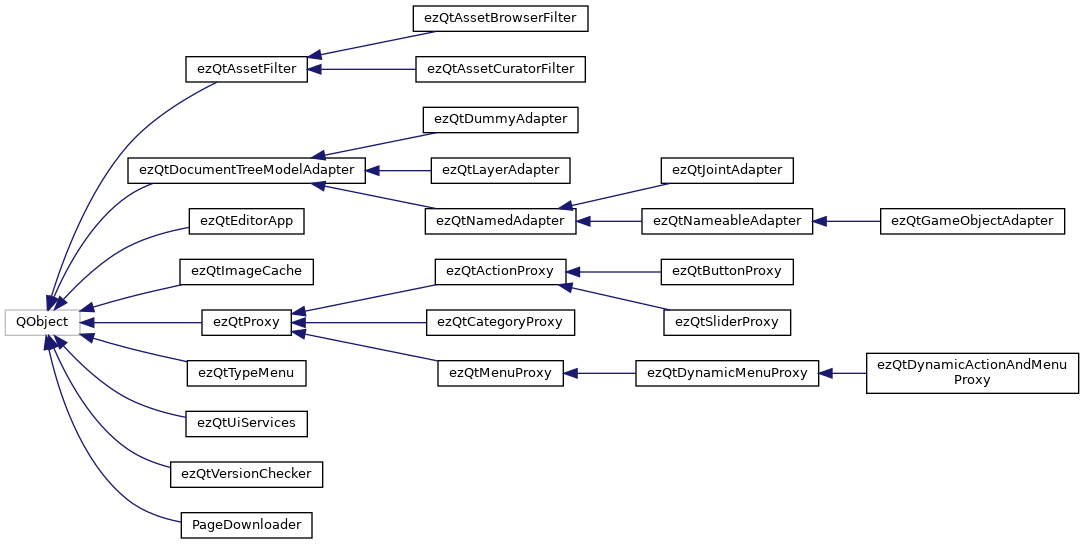 ezQtAssetBrowserFilter
ezQtAssetFilter
ezQtAssetCuratorFilter
ezQtDummyAdapter
ezQtDocumentTreeModelAdapter
ezQtLayerAdapter
ezQtJointAdapter
ezQtEditorApp
ezQtNamedAdapter
ezQtNameableAdapter
ezQtGameObjectAdapter
ezQtImageCache
ezQtActionProxy
ezQtButtonProxy
QObject
ezQtProxy
ezQtCategoryProxy
ezQtSliderProxy
ezQtTypeMenu
ezQtMenuProxy
ezQtDynamicMenuProxy
ezQtDynamicActionAndMenu
Proxy
ezQtUiServices
ezQtVersionChecker
PageDownloader